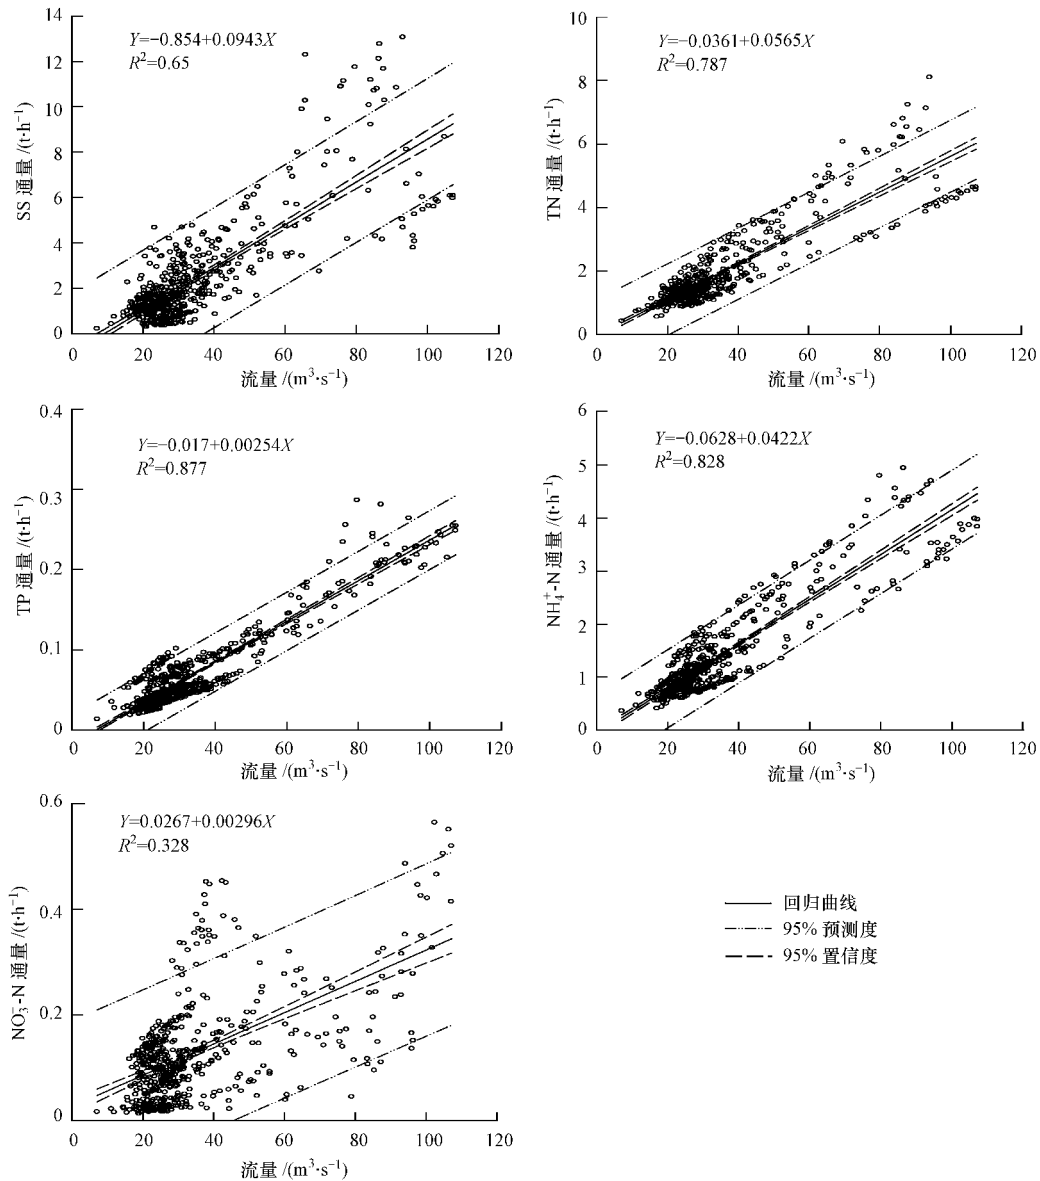 14
12
10
8
6
4
2
0
SS 通量 /(t·h⁻¹)
Y=−0.854+0.0943X
R²=0.65
0 20 40 60 80 100 120
流量 /(m³·s⁻¹)
10
8
6
4
2
0
TN 通量 /(t·h⁻¹)
Y=−0.0361+0.0565X
R²=0.787
0 20 40 60 80 100 120
流量 /(m³·s⁻¹)
0.4
0.3
0.2
0.1
0
TP 通量 /(t·h⁻¹)
Y=−0.017+0.00254X
R²=0.877
0 20 40 60 80 100 120
流量 /(m³·s⁻¹)
6
5
4
3
2
1
0
NH₄⁺-N 通量 /(t·h⁻¹)
Y=−0.0628+0.0422X
R²=0.828
0 20 40 60 80 100 120
流量 /(m³·s⁻¹)
0.6
0.4
0.2
0
NO₃⁻-N 通量 /(t·h⁻¹)
Y=0.0267+0.00296X
R²=0.328
0 20 40 60 80 100 120
流量 /(m³·s⁻¹)
回归曲线
95% 预测度
95% 置信度